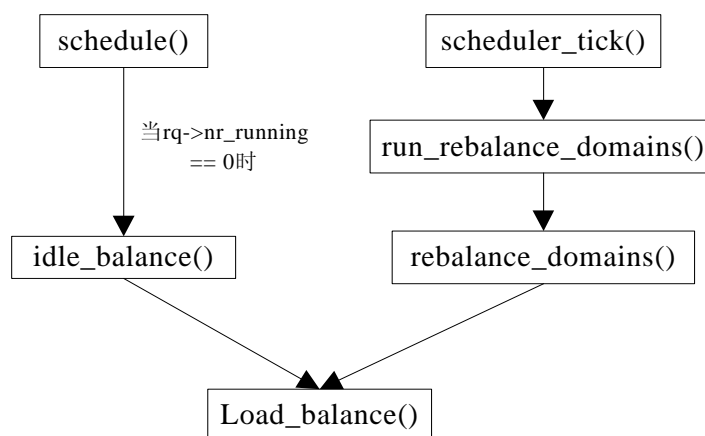 schedule()
scheduler_tick()
当rq->nr_running
== 0时
run_rebalance_domains()
idle_balance()
rebalance_domains()
Load_balance()